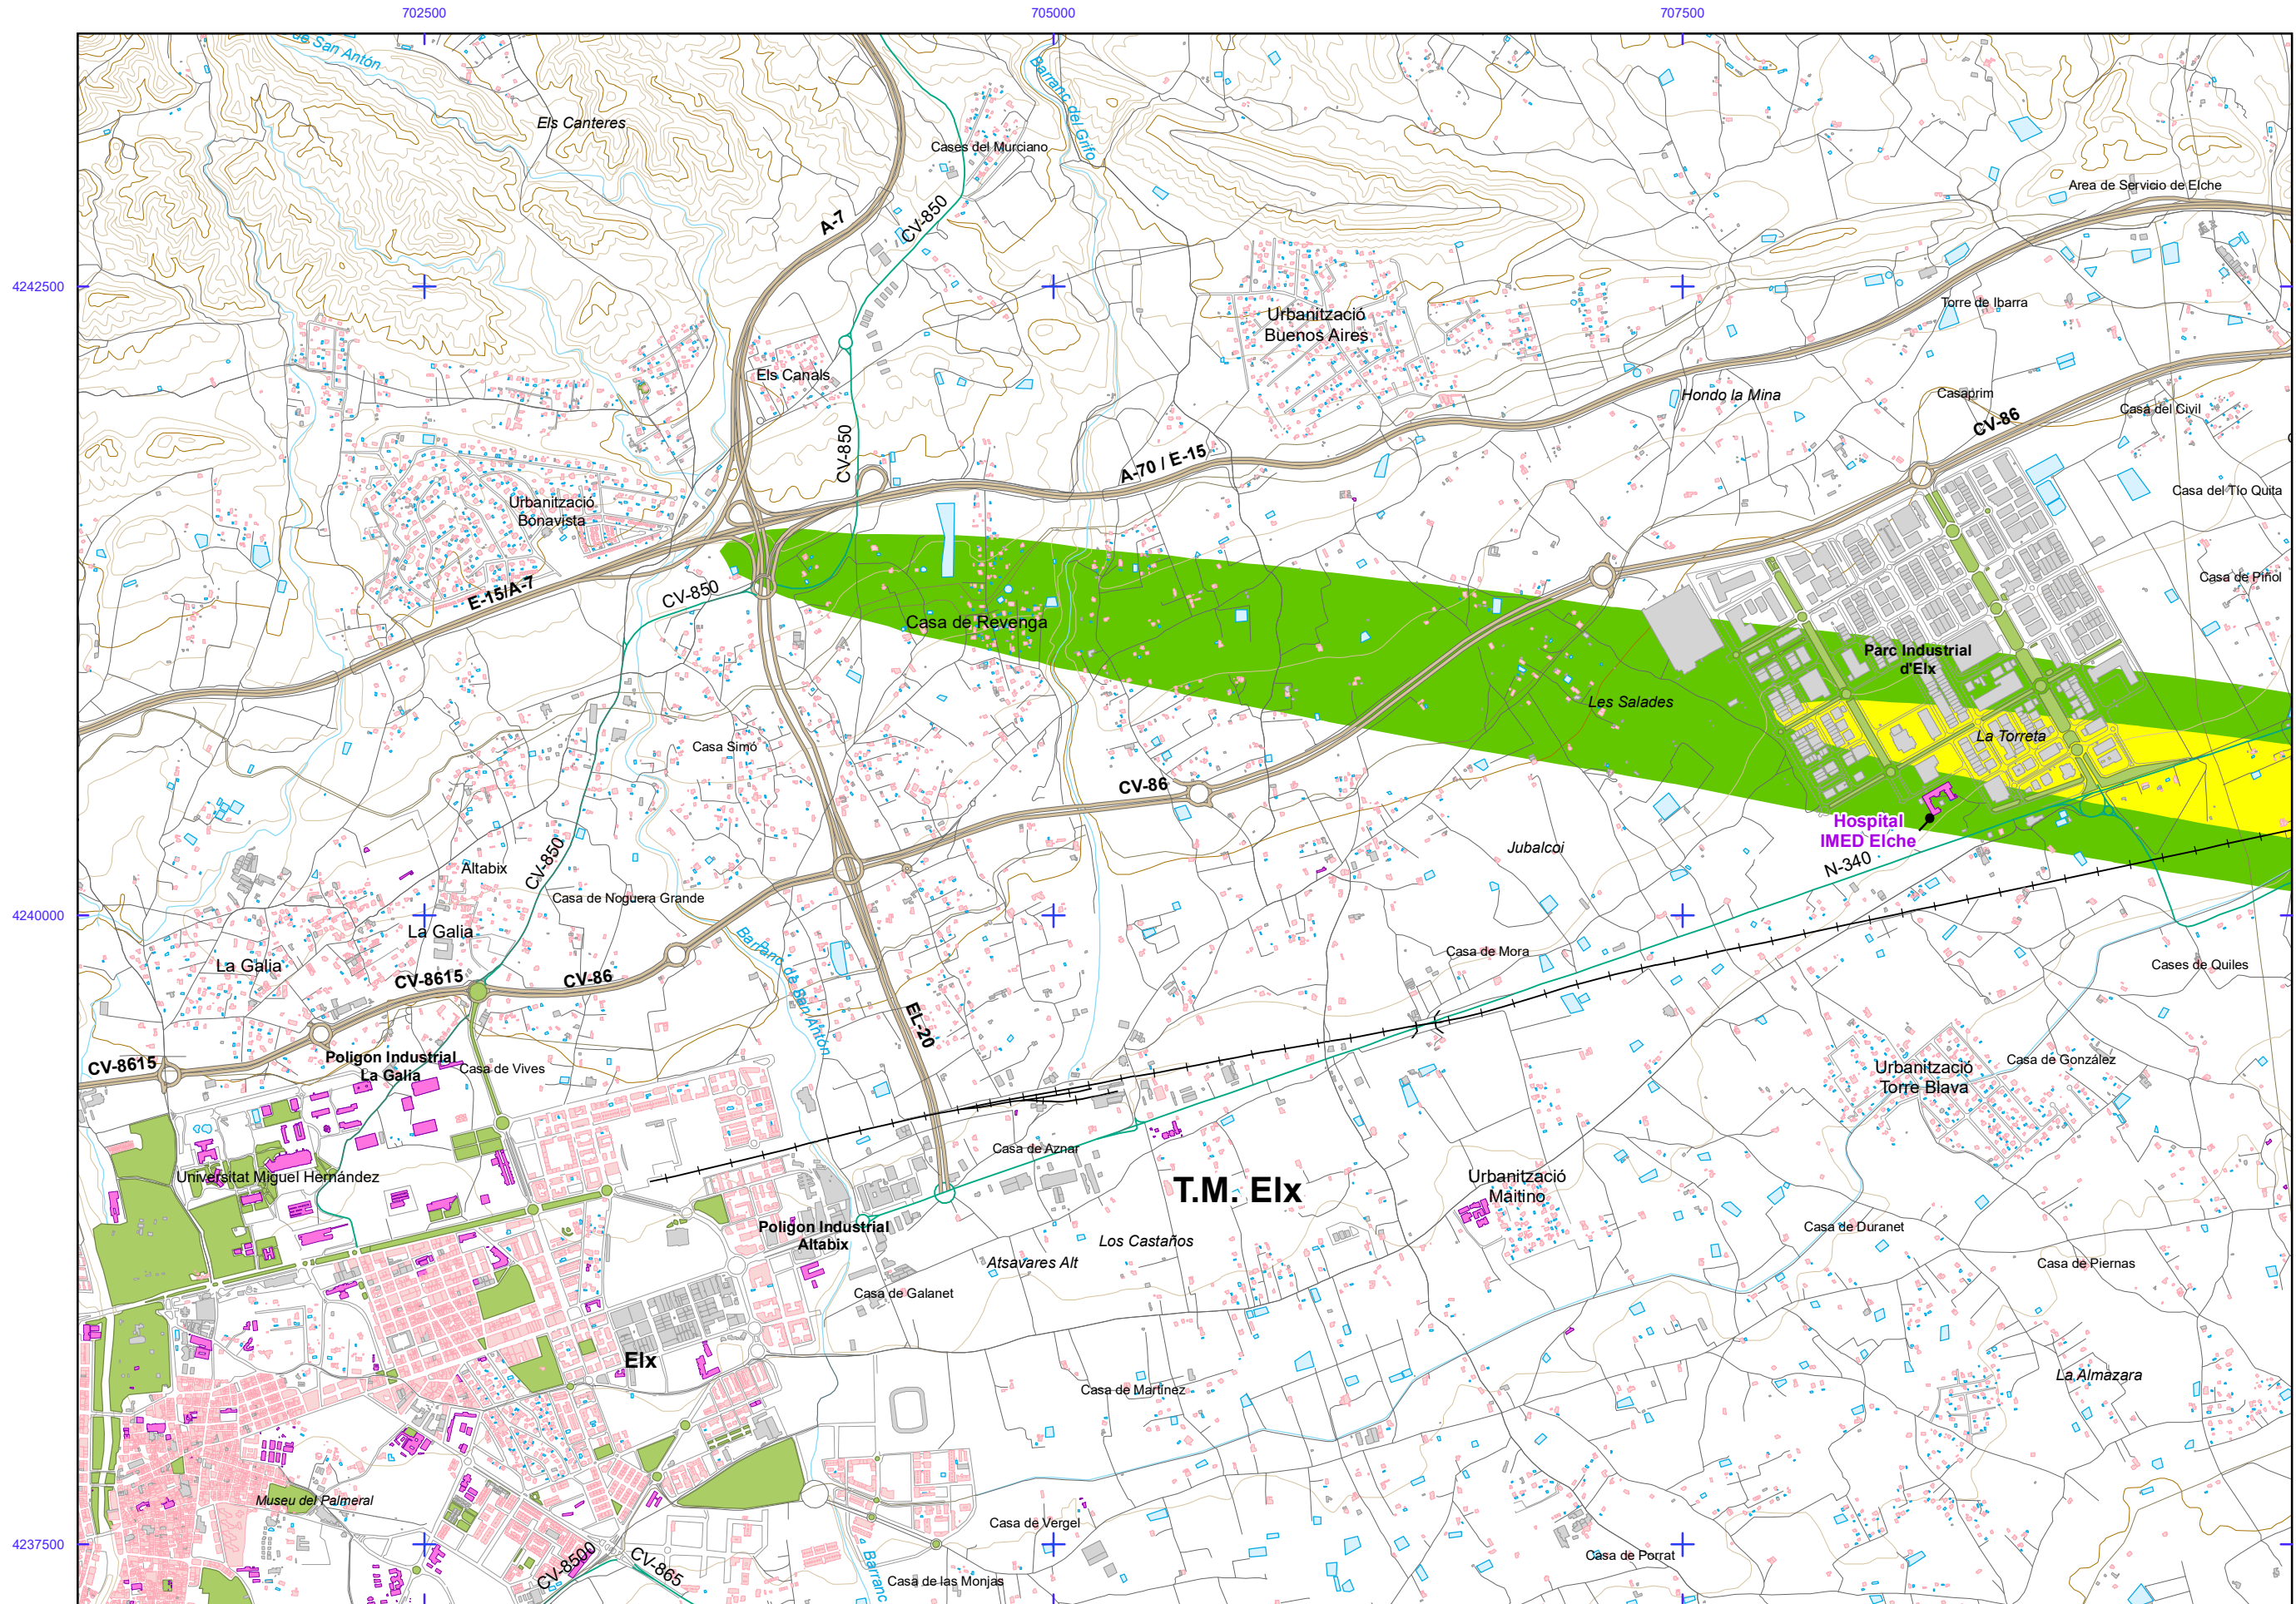 702500
705000
707500
de San Antón
Barranc del Grifo
Els Canteres
Cases del Murciano
Area de Servicio de Elche
A-7
CV-850
4242500
Torre de Ibarra
Urbanització
Buenos Aires
Els Canals
Hondo la Mina
Casaprim
Casa del Civil
CV-86
CV-850
A-70 / E-15
Casa del Tío Quita
Urbanització
Bonavista
E-15/A-7
CV-850
Casa de Piñol
Casa de Revenga
Parc Industrial
d'Elx
Les Salades
La Torreta
Casa Simó
CV-86
Hospital
IMED Elche
Jubalcoi
N-340
Altabix
CV-850
Casa de Noguera Grande
4240000
La Galia
Barranc de San Antón
Casa de Mora
La Galia
CV-8615
CV-86
Cases de Quiles
EL-20
Poligon Industrial
La Galia
CV-8615
Casa de Vives
Casa de González
Urbanització
Torre Blava
Casa de Aznar
Universitat Miguel Hernández
T.M. Elx
Urbanització
Maitino
Poligon Industrial
Altabix
Casa de Duranet
Los Castaños
Atsavares Alt
Casa de Piernas
Casa de Galanet
Elx
La Almazara
Casa de Martinez
Museu del Palmeral
Casa de Vergel
4237500
CV-8500
CV-865
Casa de Porrat
Barranc
Casa de las Monjas